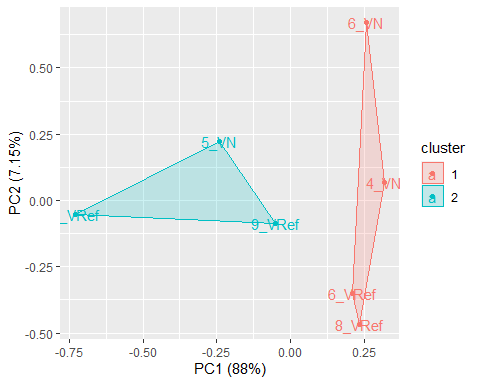 6_VN
0.50
0.25
5_VN
4_VN
0.00
_VRef
9_VRef
-0.25
6_VRef
8_VRef
-0.50
-0.75
-0.50
-0.25
0.00
0.25
PC1 (88%)
PC2 (7.15%)
cluster
a 1
a 2